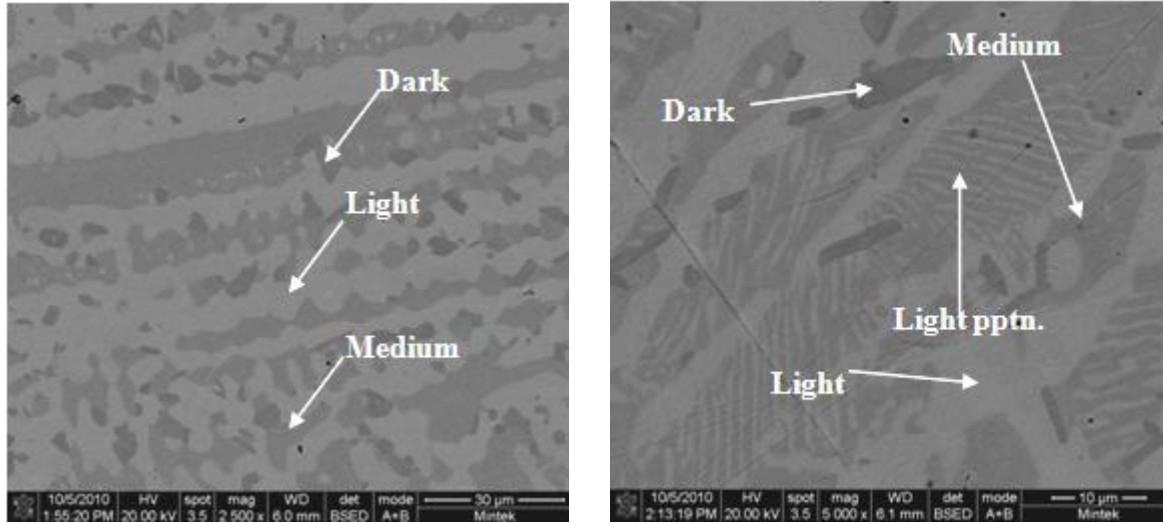 Dark
Light
Medium
10/5/2010 HV spot mag WD det mode 30 µm
1:55:20 PM 20.00 kV 3.5 2 500 x 6.0 mm BSED A+B Mintek
Medium
Dark
Light pptn.
Light
10/5/2010 HV spot mag WD det mode 10 µm
2:13:19 PM 20.00 kV 3.5 5 000 x 6.1 mm BSED A+B Mintek